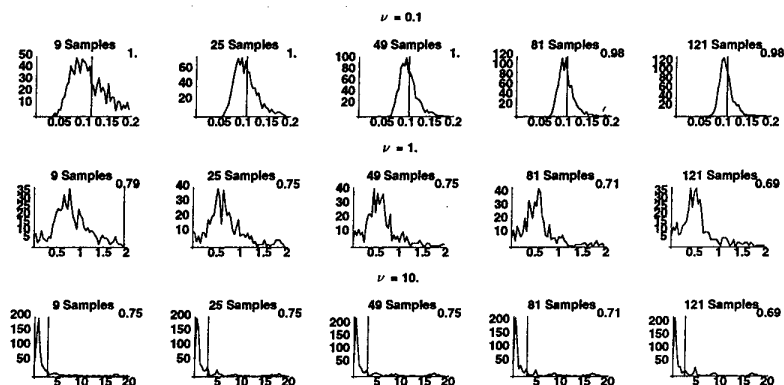 ν = 0.1
9 Samples 1.
25 Samples 1.
49 Samples 1.
81 Samples 0.98
121 Samples 0.98
50 40 30 20 10
60 40 20
100 80 60 40 20
120 100 80 60 40 20
120 100 80 60 40 20
0.05 0.1 0.15 0.2
0.05 0.1 0.15 0.2
0.05 0.1 0.15 0.2
0.05 0.1 0.15 0.2
0.05 0.1 0.15 0.2
ν = 1.
9 Samples 0.79
25 Samples 0.75
49 Samples 0.75
81 Samples 0.71
121 Samples 0.69
35 30 25 20 15 10 5
40 30 20 10
40 30 20 10
40 30 20 10
35 30 25 20 15 10 5
0.5 1 1.5 2
0.5 1 1.5 2
0.5 1 1.5 2
0.5 1 1.5 2
0.5 1 1.5 2
ν = 10.
9 Samples 0.75
25 Samples 0.75
49 Samples 0.75
81 Samples 0.71
121 Samples 0.69
200 150 100 50
200 150 100 50
200 150 100 50
200 150 100 50
200 150 100 50
5 10 15 20
5 10 15 20
5 10 15 20
5 10 15 20
5 10 15 20